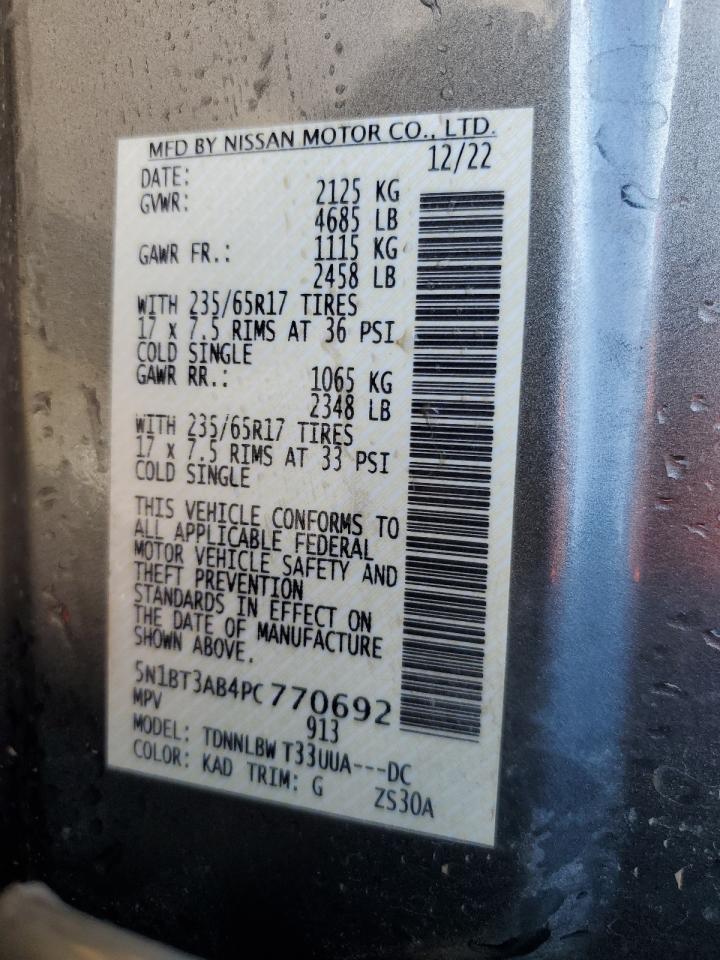 MFD BY NISSAN MOTOR CO., LTD.
DATE: 12/22
GVWR: 2125 KG
4685 LB
GAWR FR.: 1115 KG
2458 LB
WITH 235/65R17 TIRES
17 x 7.5 RIMS AT 36 PSI
COLD SINGLE
GAWR RR.: 1065 KG
2348 LB
WITH 235/65R17 TIRES
17 x 7.5 RIMS AT 33 PSI
COLD SINGLE
THIS VEHICLE CONFORMS TO
ALL APPLICABLE FEDERAL
MOTOR VEHICLE SAFETY AND
THEFT PREVENTION
STANDARDS IN EFFECT ON
THE DATE OF MANUFACTURE
SHOWN ABOVE.
5N1BT3AB4PC770692
MPV 913
MODEL: TDNNLBW T33UUA---DC
COLOR: KAD TRIM: G ZS30A